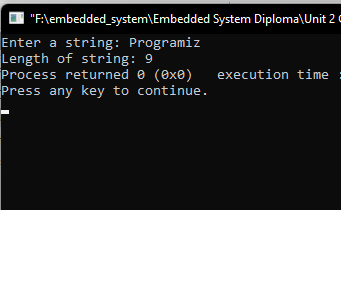 "F:\embedded_system\Embedded System Diploma\Unit 2
Enter a string: Programiz
Length of string: 9
Process returned 0 (0x0)   execution time :
Press any key to continue.